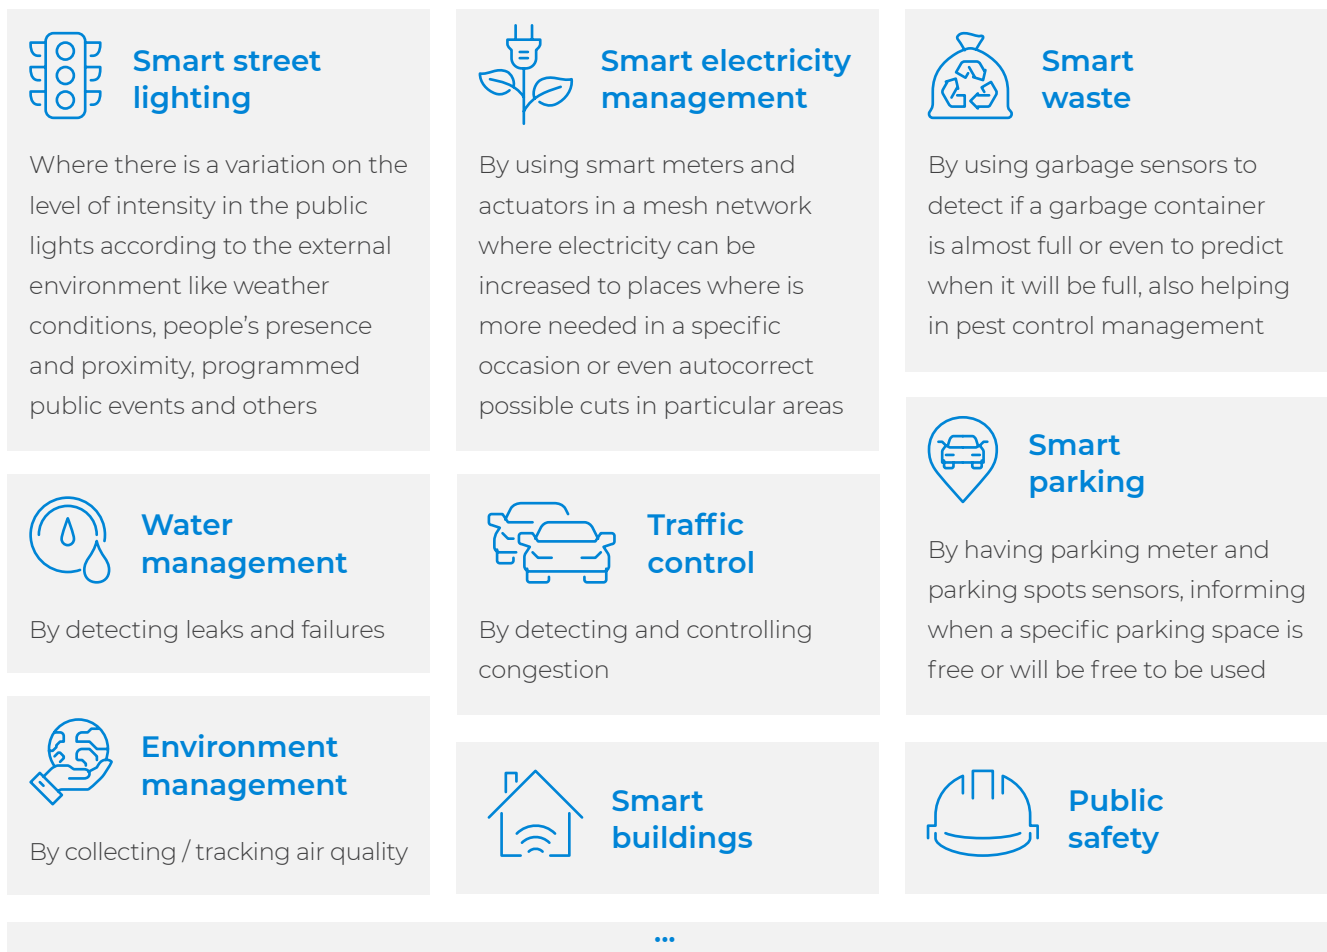 Smart street
lighting
Where there is a variation on the
level of intensity in the public
lights according to the external
environment like weather
conditions, people's presence
and proximity, programmed
public events and others
Smart electricity
management
By using smart meters and
actuators in a mesh network
where electricity can be
increased to places where is
more needed in a specific
occasion or even autocorrect
possible cuts in particular areas
Smart
waste
By using garbage sensors to
detect if a garbage container
is almost full or even to predict
when it will be full, also helping
in pest control management
Water
management
By detecting leaks and failures
Traffic
control
By detecting and controlling
congestion
Smart
parking
By having parking meter and
parking spots sensors, informing
when a specific parking space is
free or will be free to be used
Environment
management
By collecting / tracking air quality
Smart
buildings
Public
safety
...